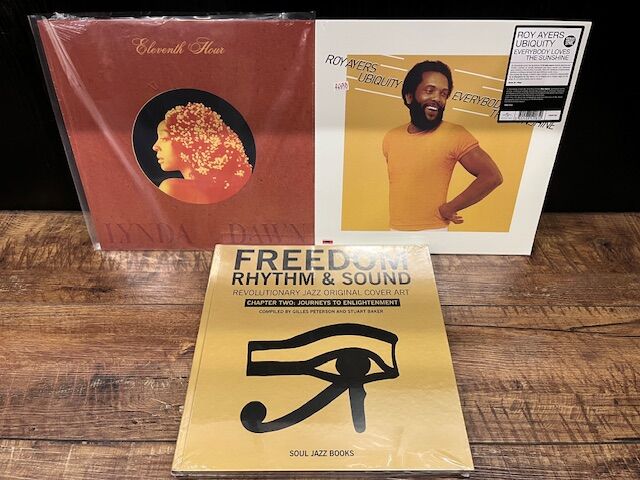 Eleventh Hour
LYNDA DAWN
ROY AYERS
UBIQUITY
EVERYBODY
TH
SHINE
ROY AYERS
UBIQUITY
EVERYBODY LOVES
THE SUNSHINE
FREEDOM
RHYTHM & SOUND
REVOLUTIONARY JAZZ ORIGINAL COVER ART
CHAPTER TWO: JOURNEYS TO ENLIGHTENMENT
COMPILED BY GILLES PETERSON AND STUART BAKER
SOUL JAZZ BOOKS